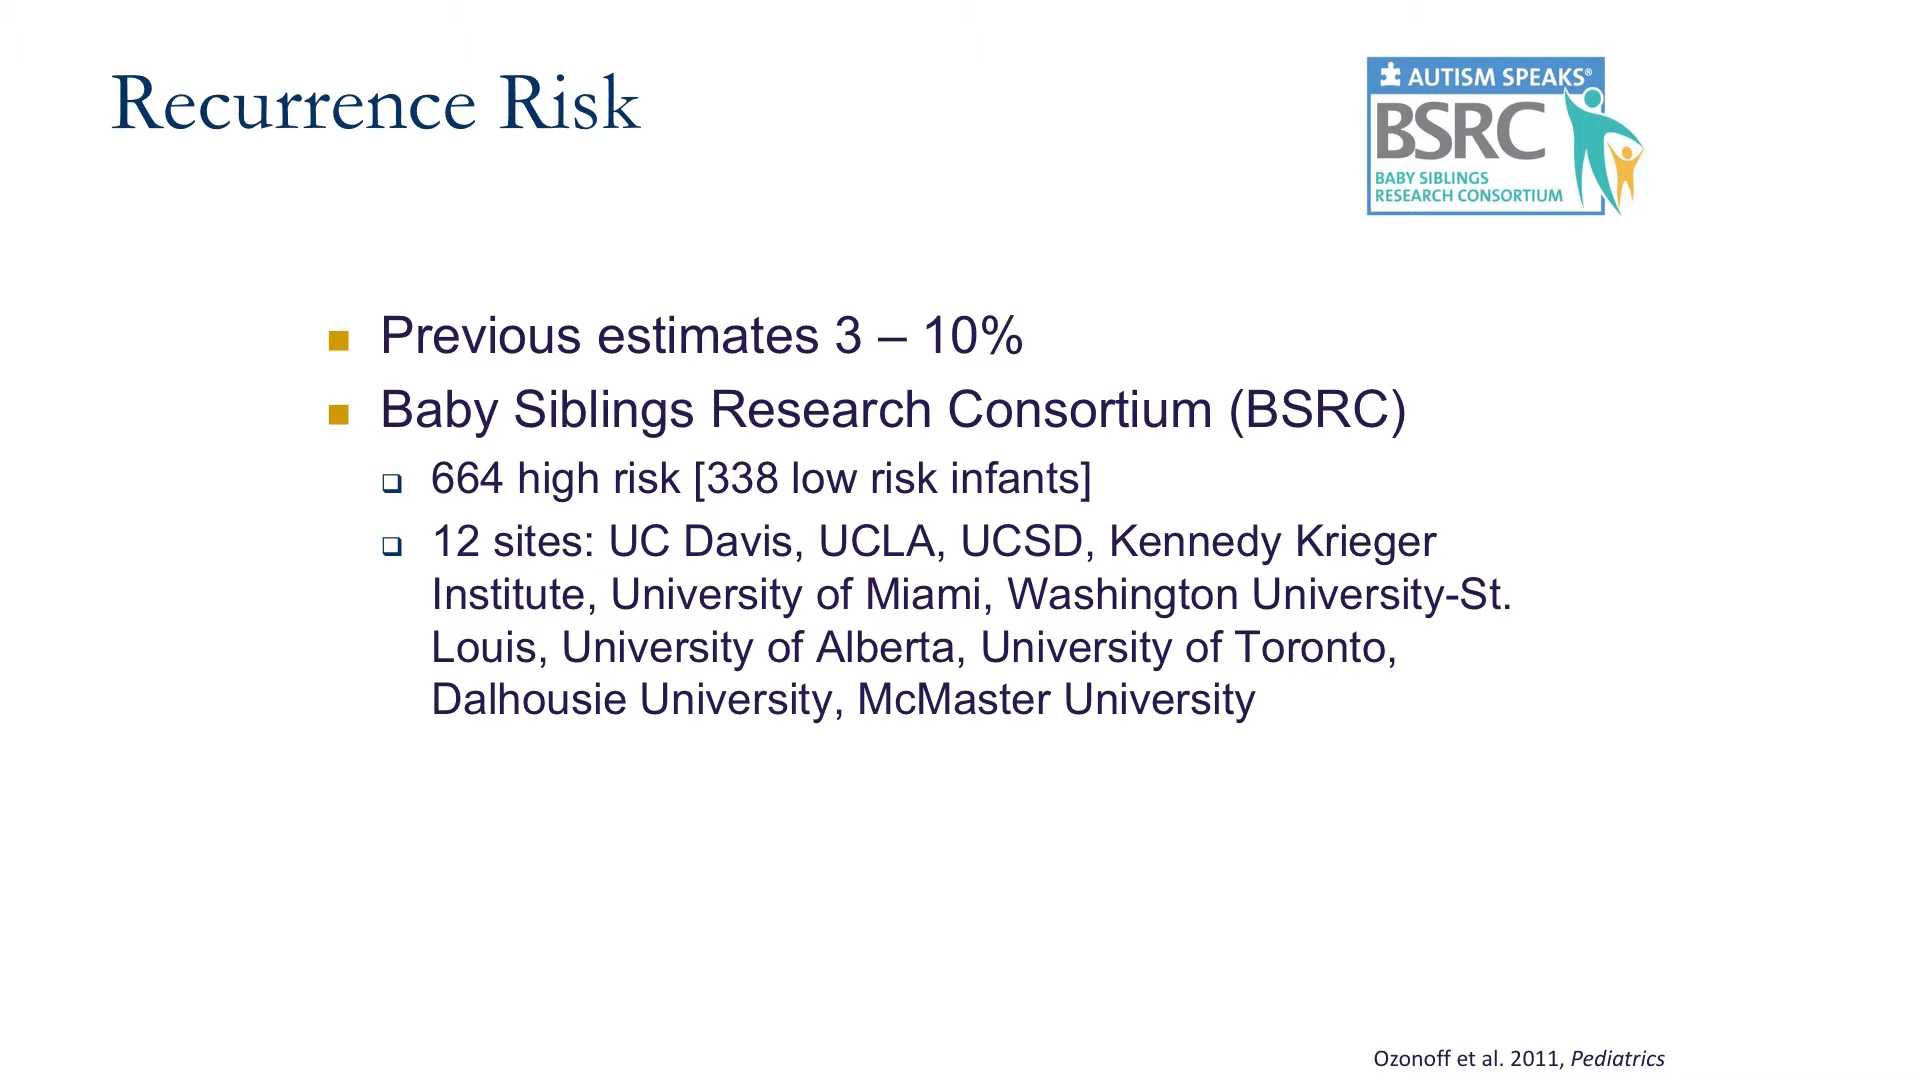 Recurrence Risk
AUTISM SPEAKS®
BSRC
BABY SIBLINGS
RESEARCH CONSORTIUM
Previous estimates 3 – 10%
Baby Siblings Research Consortium (BSRC)
664 high risk [338 low risk infants]
12 sites: UC Davis, UCLA, UCSD, Kennedy Krieger
Institute, University of Miami, Washington University-St.
Louis, University of Alberta, University of Toronto,
Dalhousie University, McMaster University
Ozonoff et al. 2011, Pediatrics